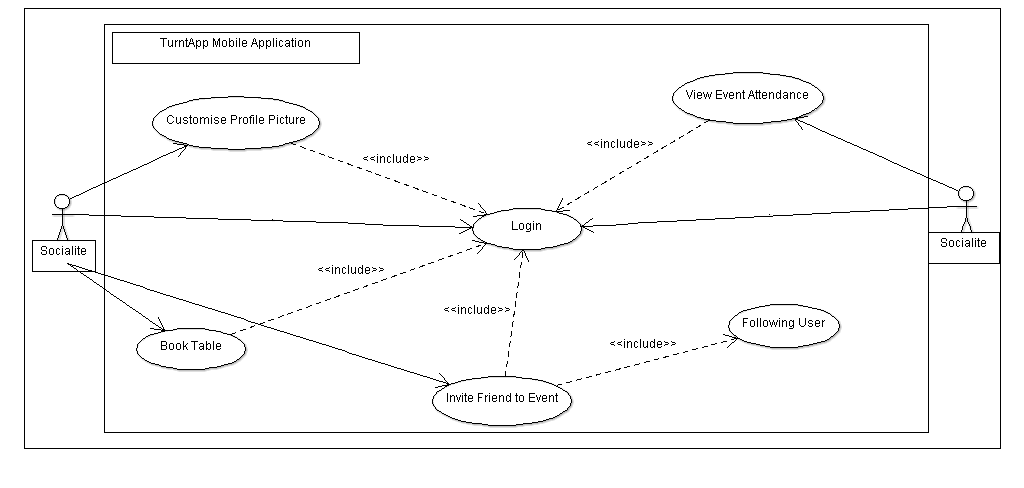 TurntApp Mobile Application
View Event Attendance
Customise Profile Picture
<<include>>
<<include>>
Login
Socialite
Socialite
<<include>>
<<include>>
Following User
Book Table
<<include>>
Invite Friend to Event